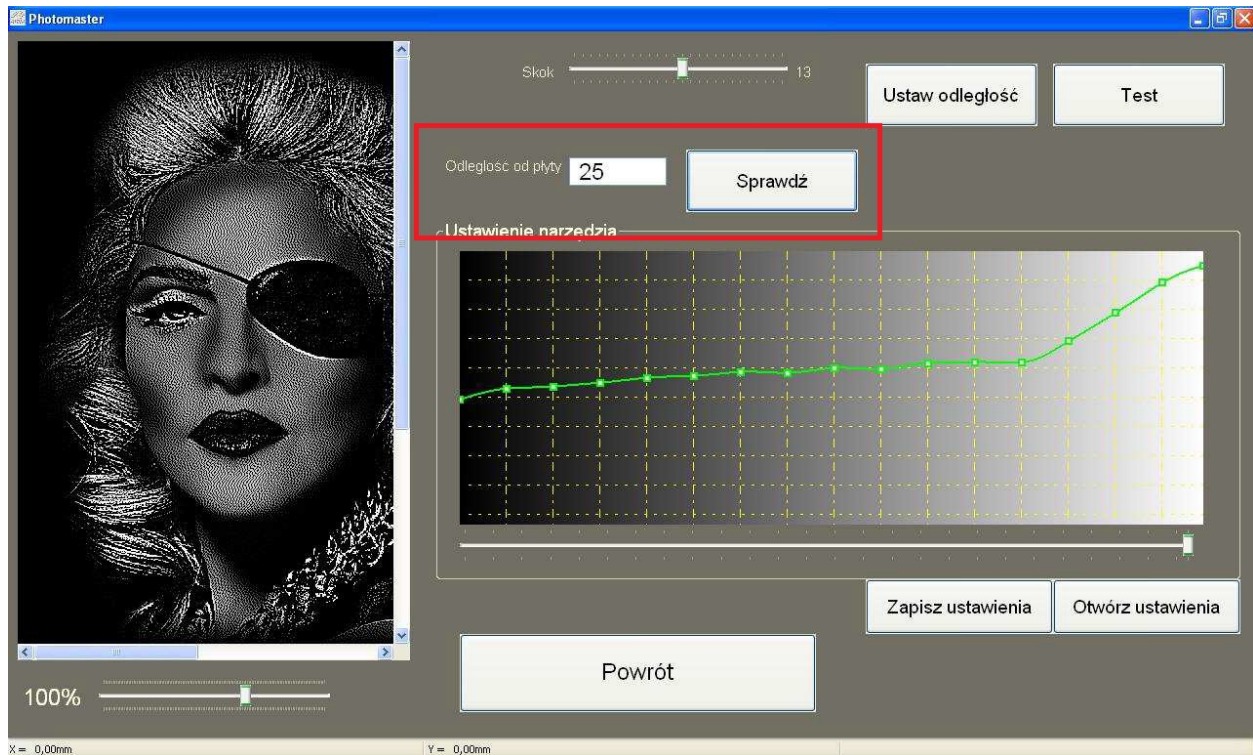 Photomaster
Skok 13
Ustaw odległość
Test
Odległość od płyty 25
Sprawdź
Ustawienie narzędzia
Zapisz ustawienia
Otwórz ustawienia
Powrót
100%
X = 0,00mm
Y = 0,00mm